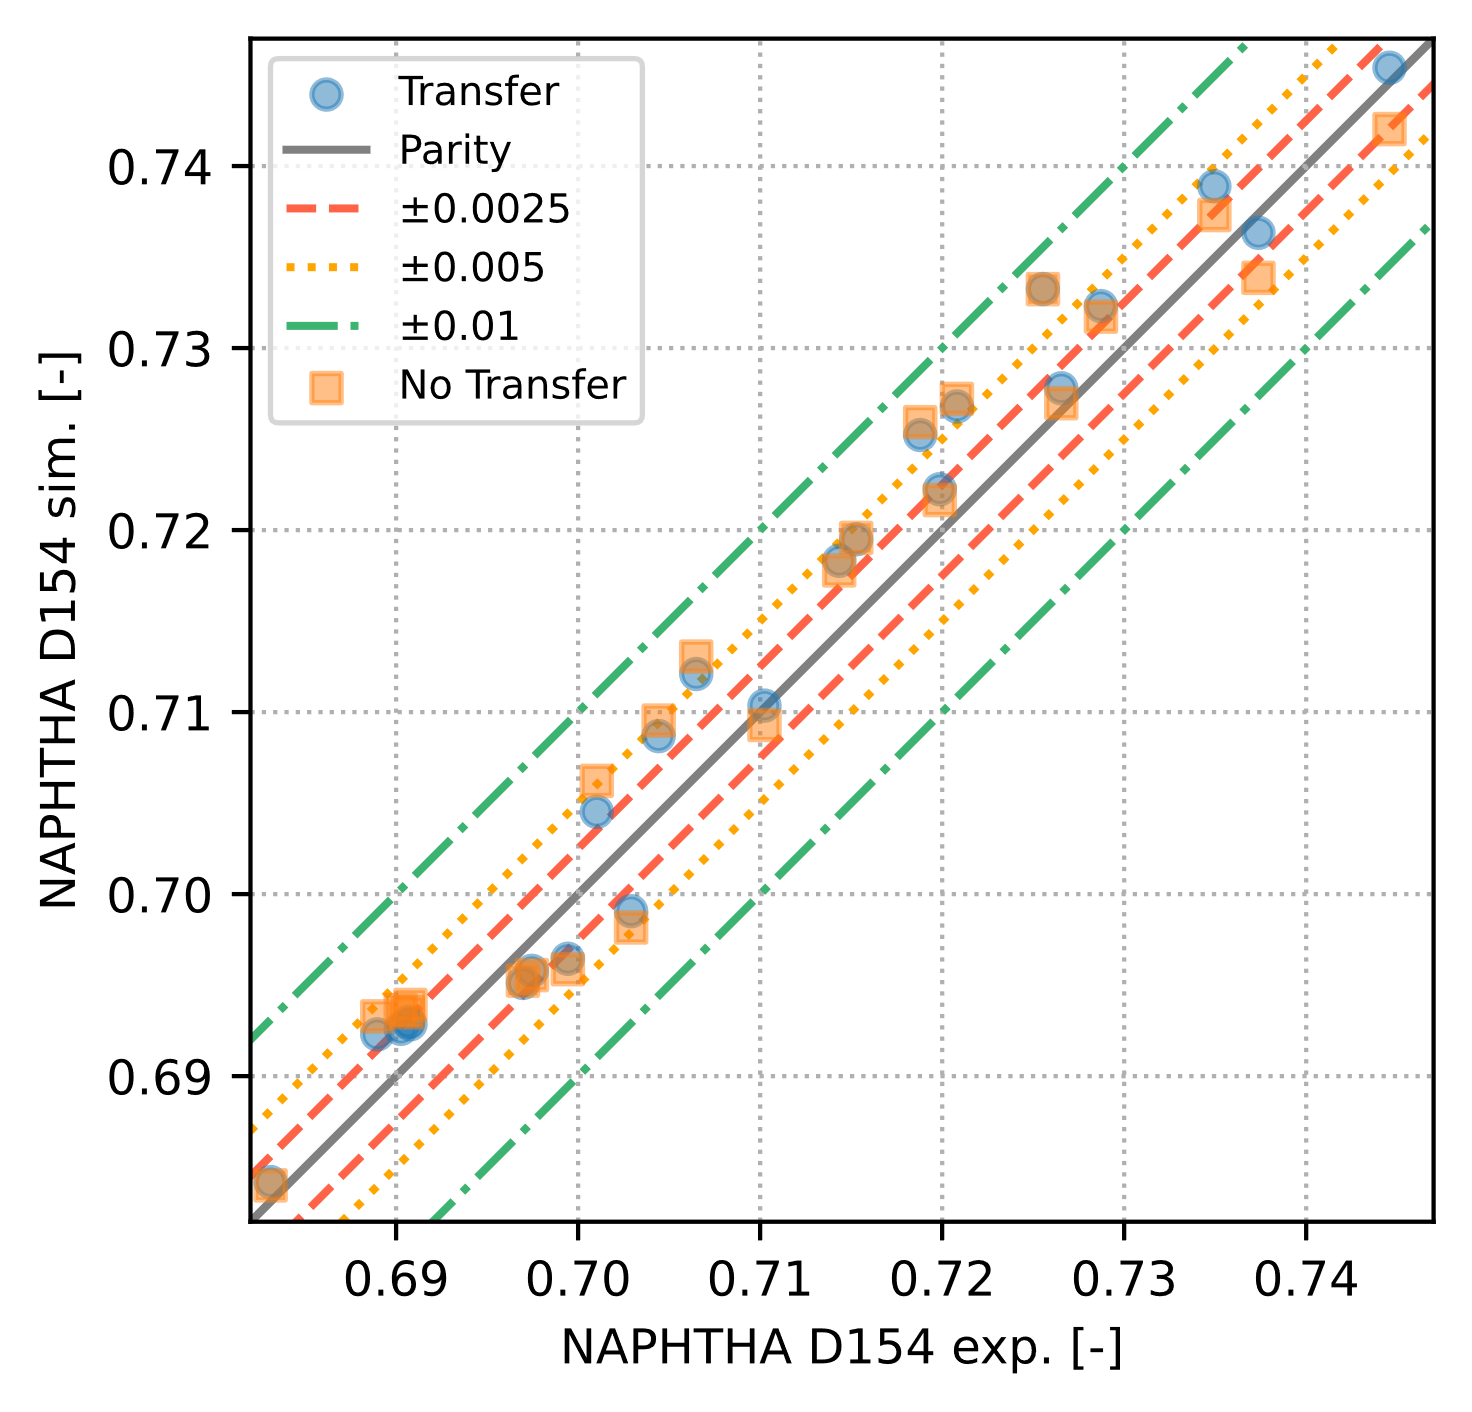 Transfer
Parity
±0.0025
±0.005
±0.01
No Transfer
0.74
0.73
0.72
0.71
0.70
0.69
NAPHTHA D154 sim. [-]
0.69 0.70 0.71 0.72 0.73 0.74
NAPHTHA D154 exp. [-]